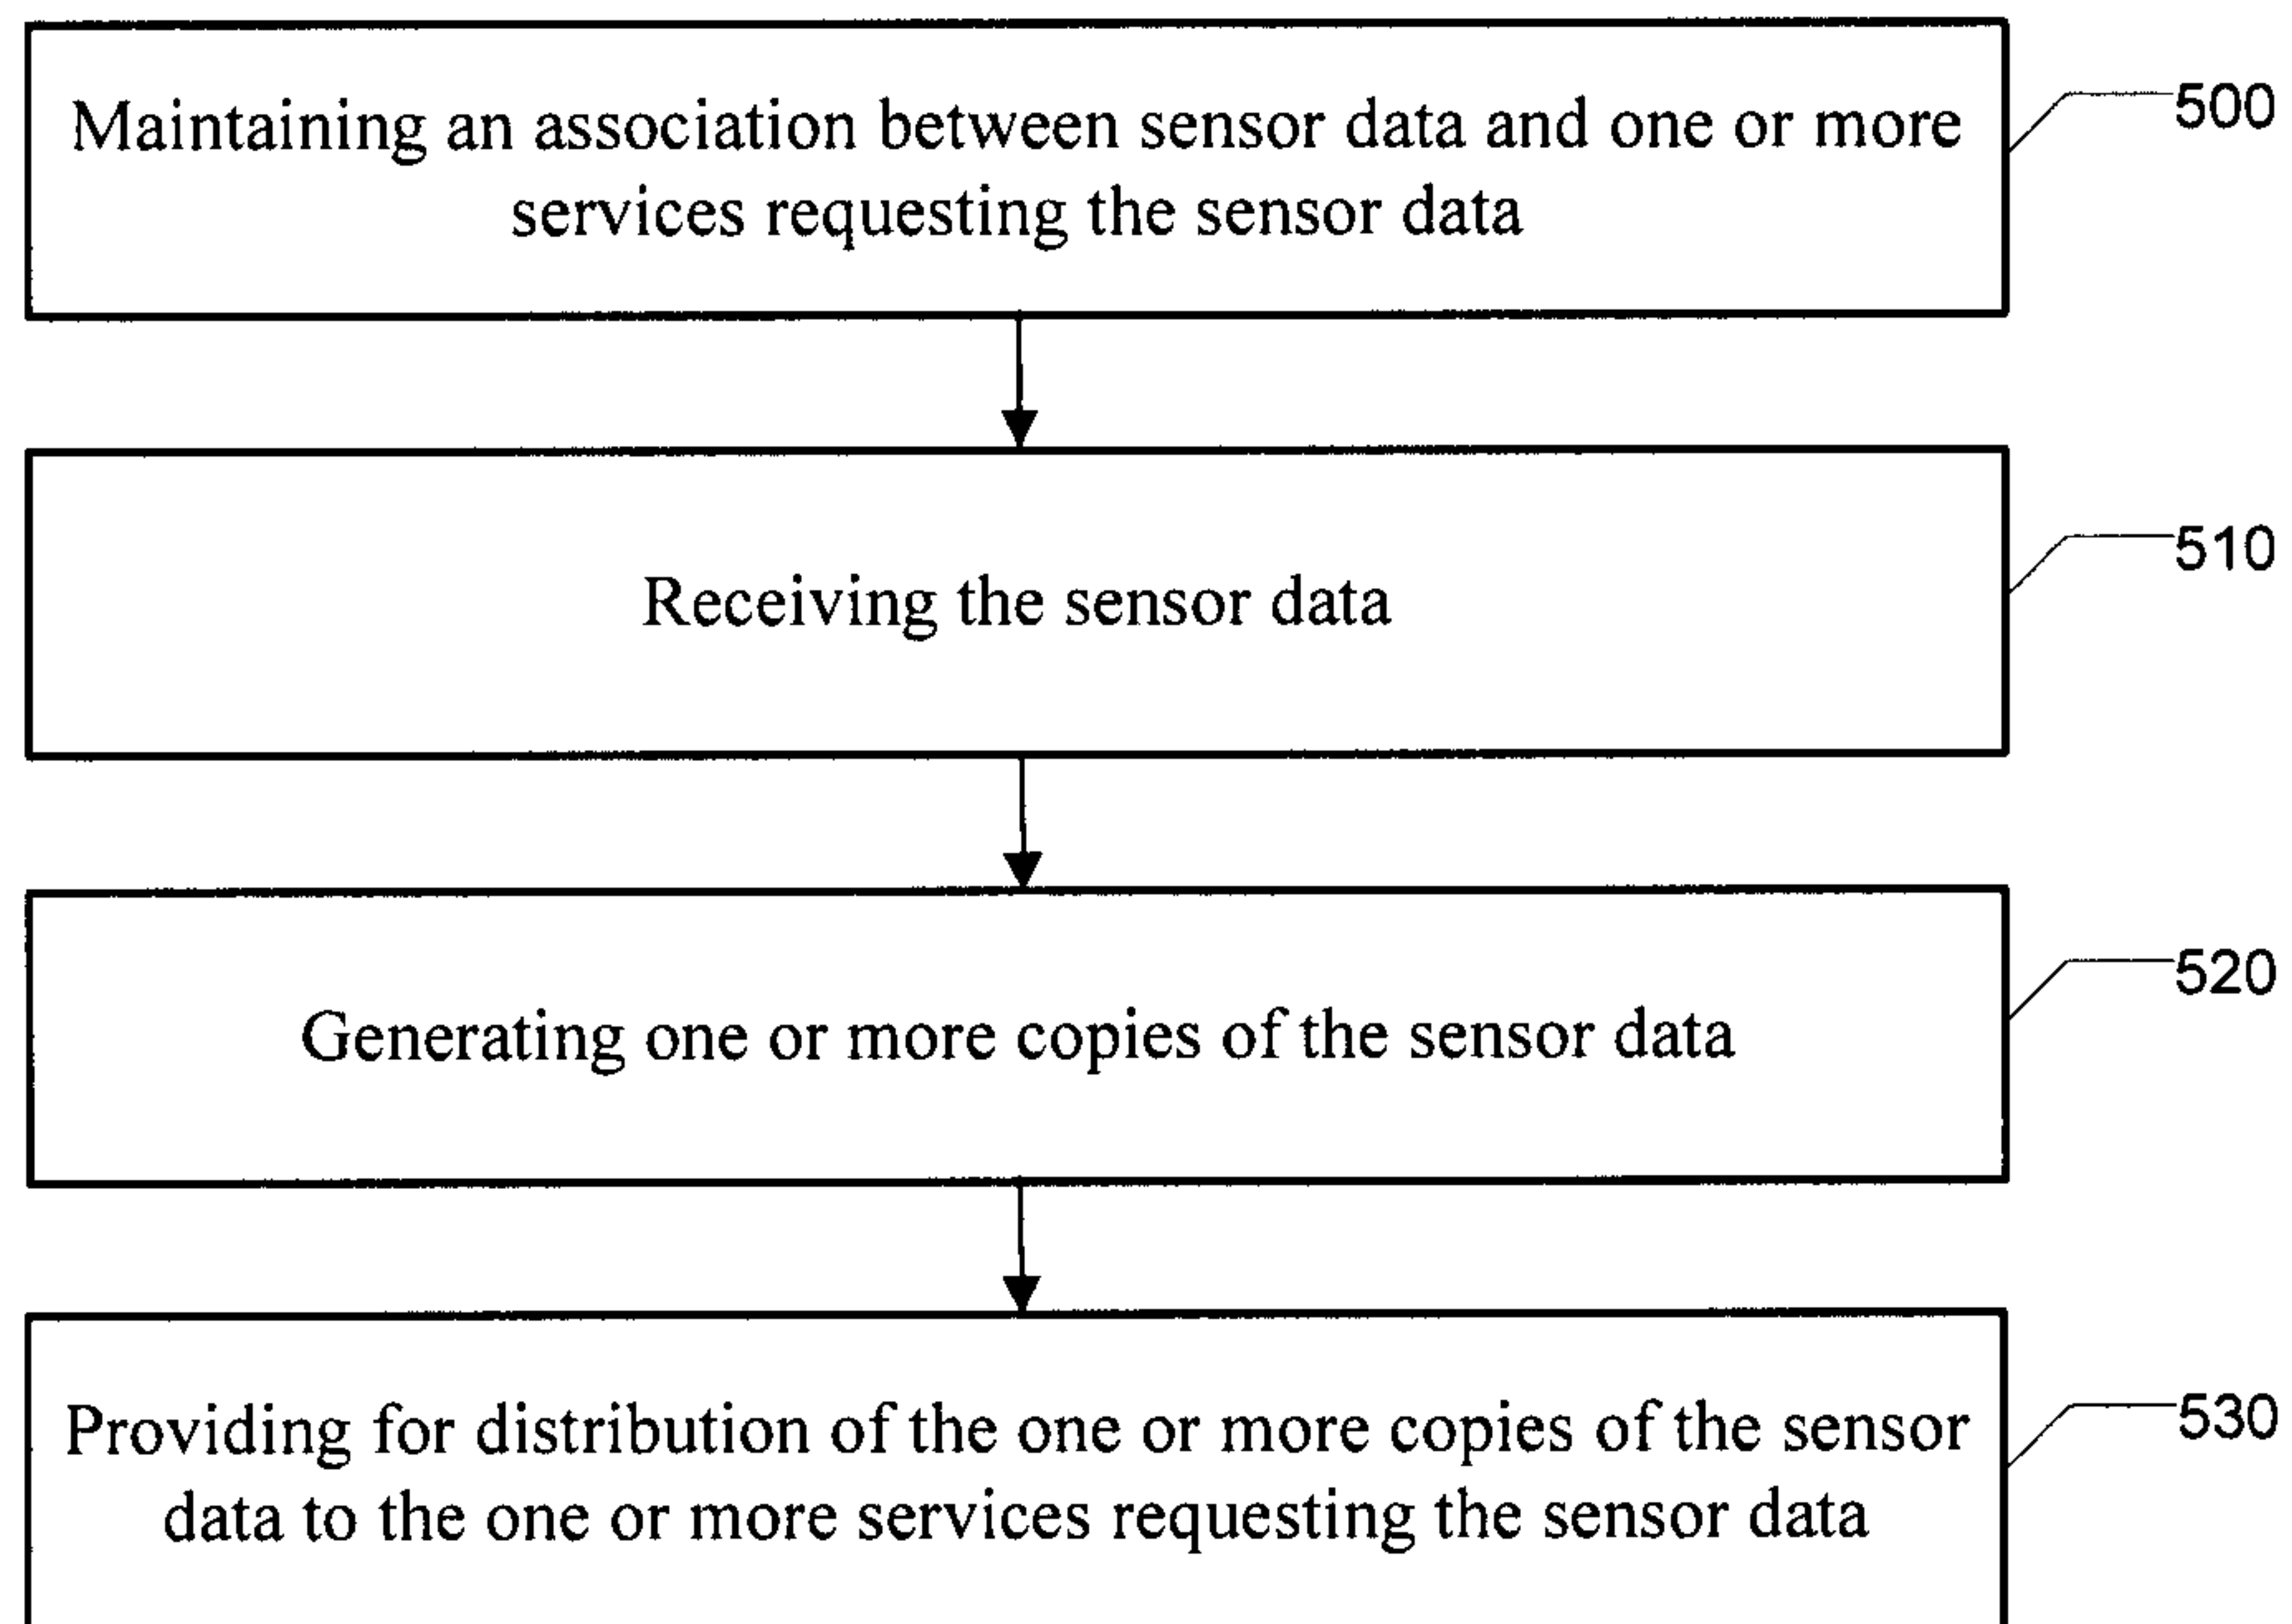 Maintaining an association between sensor data and one or more
services requesting the sensor data
500
Receiving the sensor data
510
Generating one or more copies of the sensor data
520
Providing for distribution of the one or more copies of the sensor
data to the one or more services requesting the sensor data
530